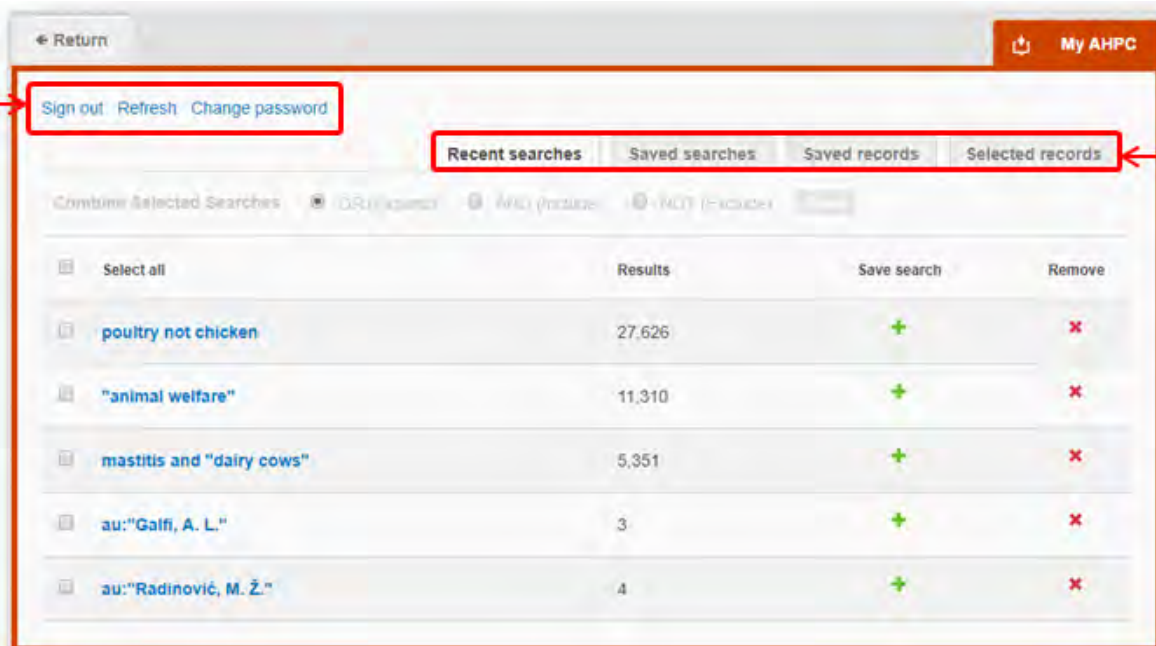 Return
My AHPC
Sign out Refresh Change password
Recent searches Saved searches Saved records Selected records
Combine Selected Searches
Select all Results Save search Remove
poultry not chicken 27,626
"animal welfare" 11,310
mastitis and "dairy cows" 5,351
au:"Galfi, A. L." 3
au:"Radinović, M. Ž." 4